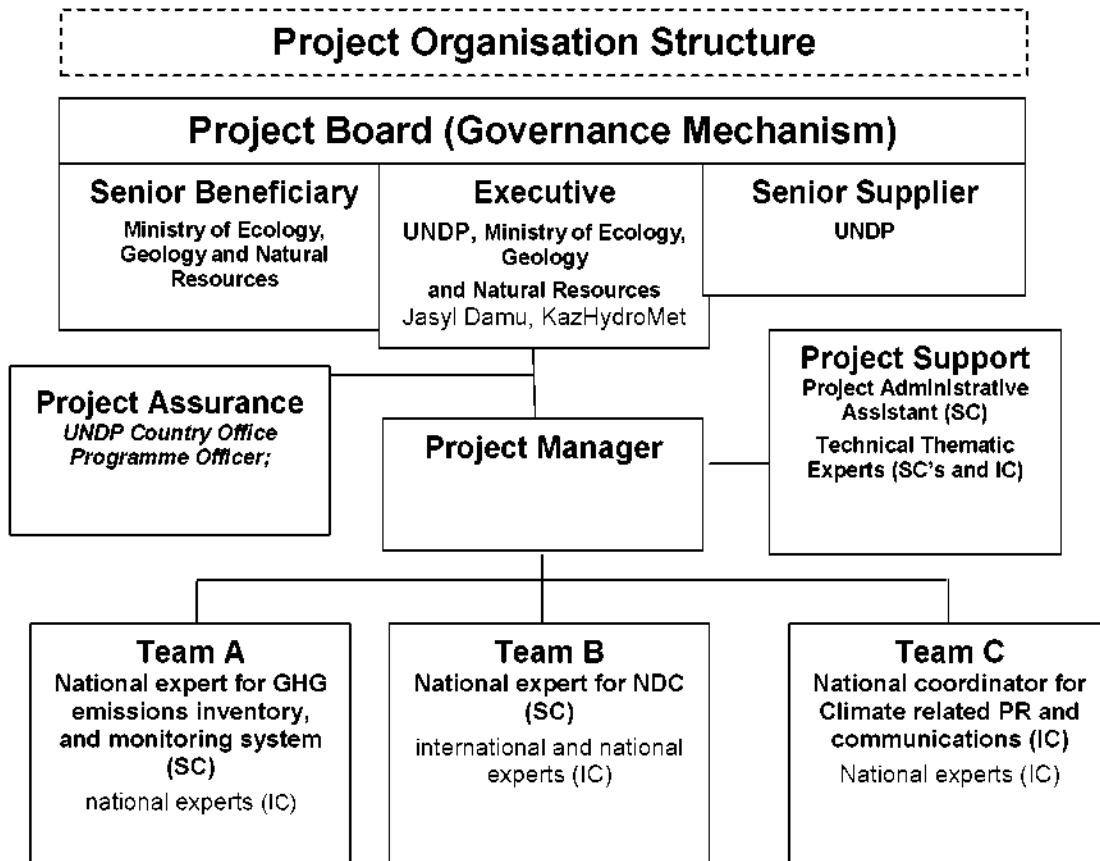 Project Organisation Structure
Project Board (Governance Mechanism)
Senior Beneficiary
Ministry of Ecology,
Geology and Natural
Resources
Executive
UNDP, Ministry of Ecology,
Geology
and Natural Resources
Jasyl Damu, KazHydroMet
Senior Supplier
UNDP
Project Assurance
UNDP Country Office
Programme Officer;
Project Manager
Project Support
Project Administrative
Assistant (SC)
Technical Thematic
Experts (SC's and IC)
Team A
National expert for GHG
emissions inventory,
and monitoring system
(SC)
national experts (IC)
Team B
National expert for NDC
(SC)
international and national
experts (IC)
Team C
National coordinator for
Climate related PR and
communications (IC)
National experts (IC)